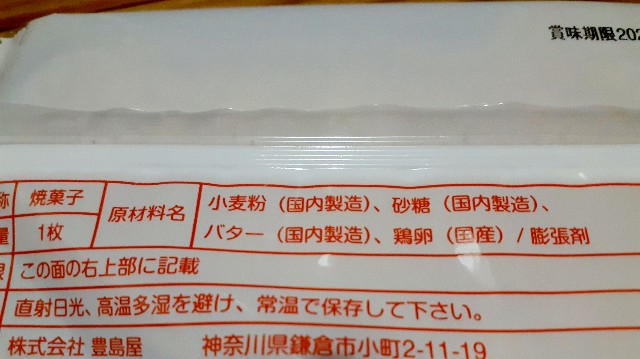 賞味期限202
称 焼菓子 原材料名 小麦粉（国内製造）、砂糖（国内製造）、
量 1枚 バター（国内製造）、鶏卵（国産）/ 膨張剤
限 この面の右上部に記載
直射日光、高温多湿を避け、常温で保存して下さい。
株式会社 豊島屋 神奈川県鎌倉市小町2-11-19